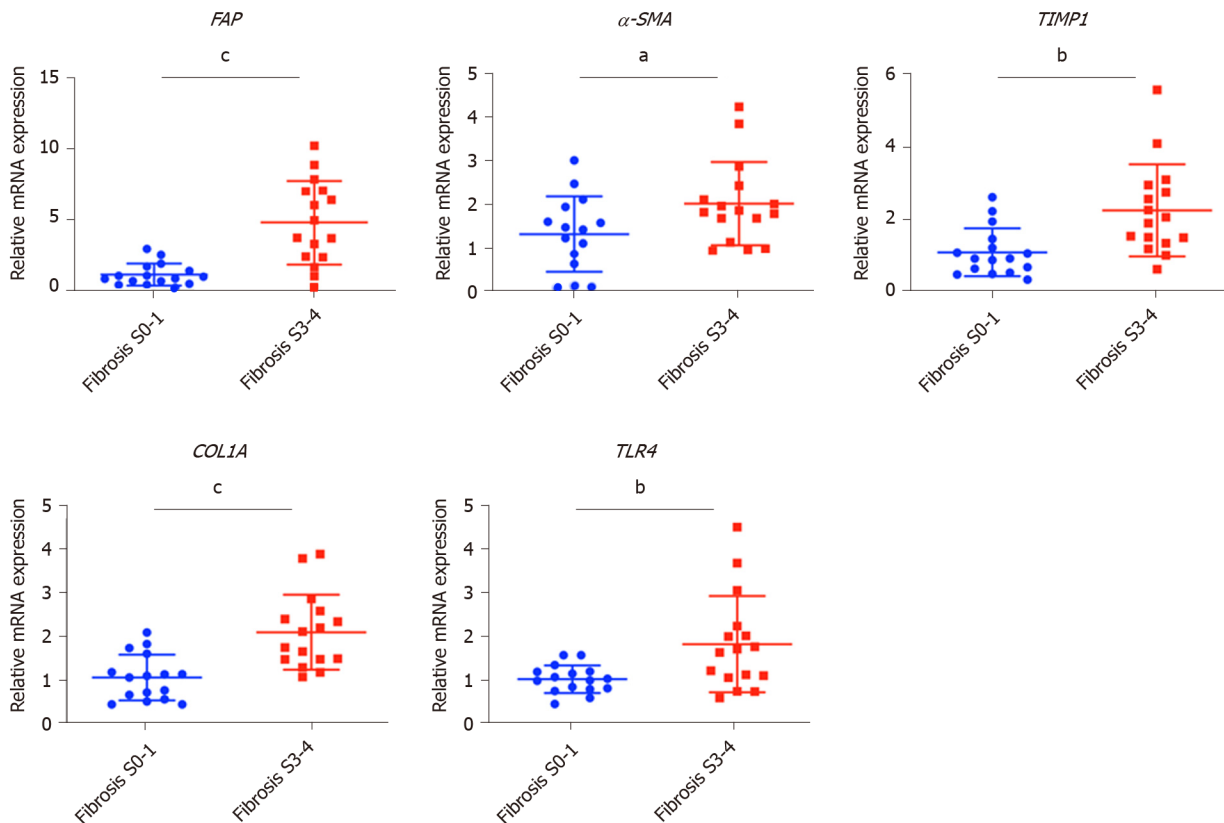 FAP
c
Relative mRNA expression
15
10
5
0
Fibrosis S0-1
Fibrosis S3-4
α-SMA
a
Relative mRNA expression
5
4
3
2
1
0
Fibrosis S0-1
Fibrosis S3-4
TIMP1
b
Relative mRNA expression
6
4
2
0
Fibrosis S0-1
Fibrosis S3-4
COL1A
c
Relative mRNA expression
5
4
3
2
1
0
Fibrosis S0-1
Fibrosis S3-4
TLR4
b
Relative mRNA expression
5
4
3
2
1
0
Fibrosis S0-1
Fibrosis S3-4